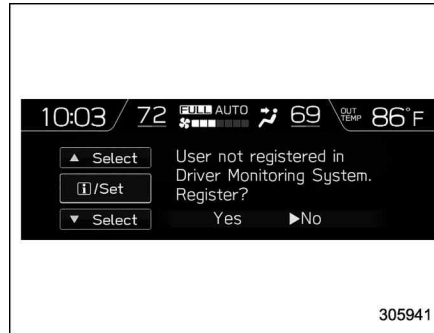 10:03 72 FULL AUTO 69 OUT TEMP 86°F
▲ Select
i/Set
▼ Select
User not registered in
Driver Monitoring System.
Register?
Yes ▶No
305941